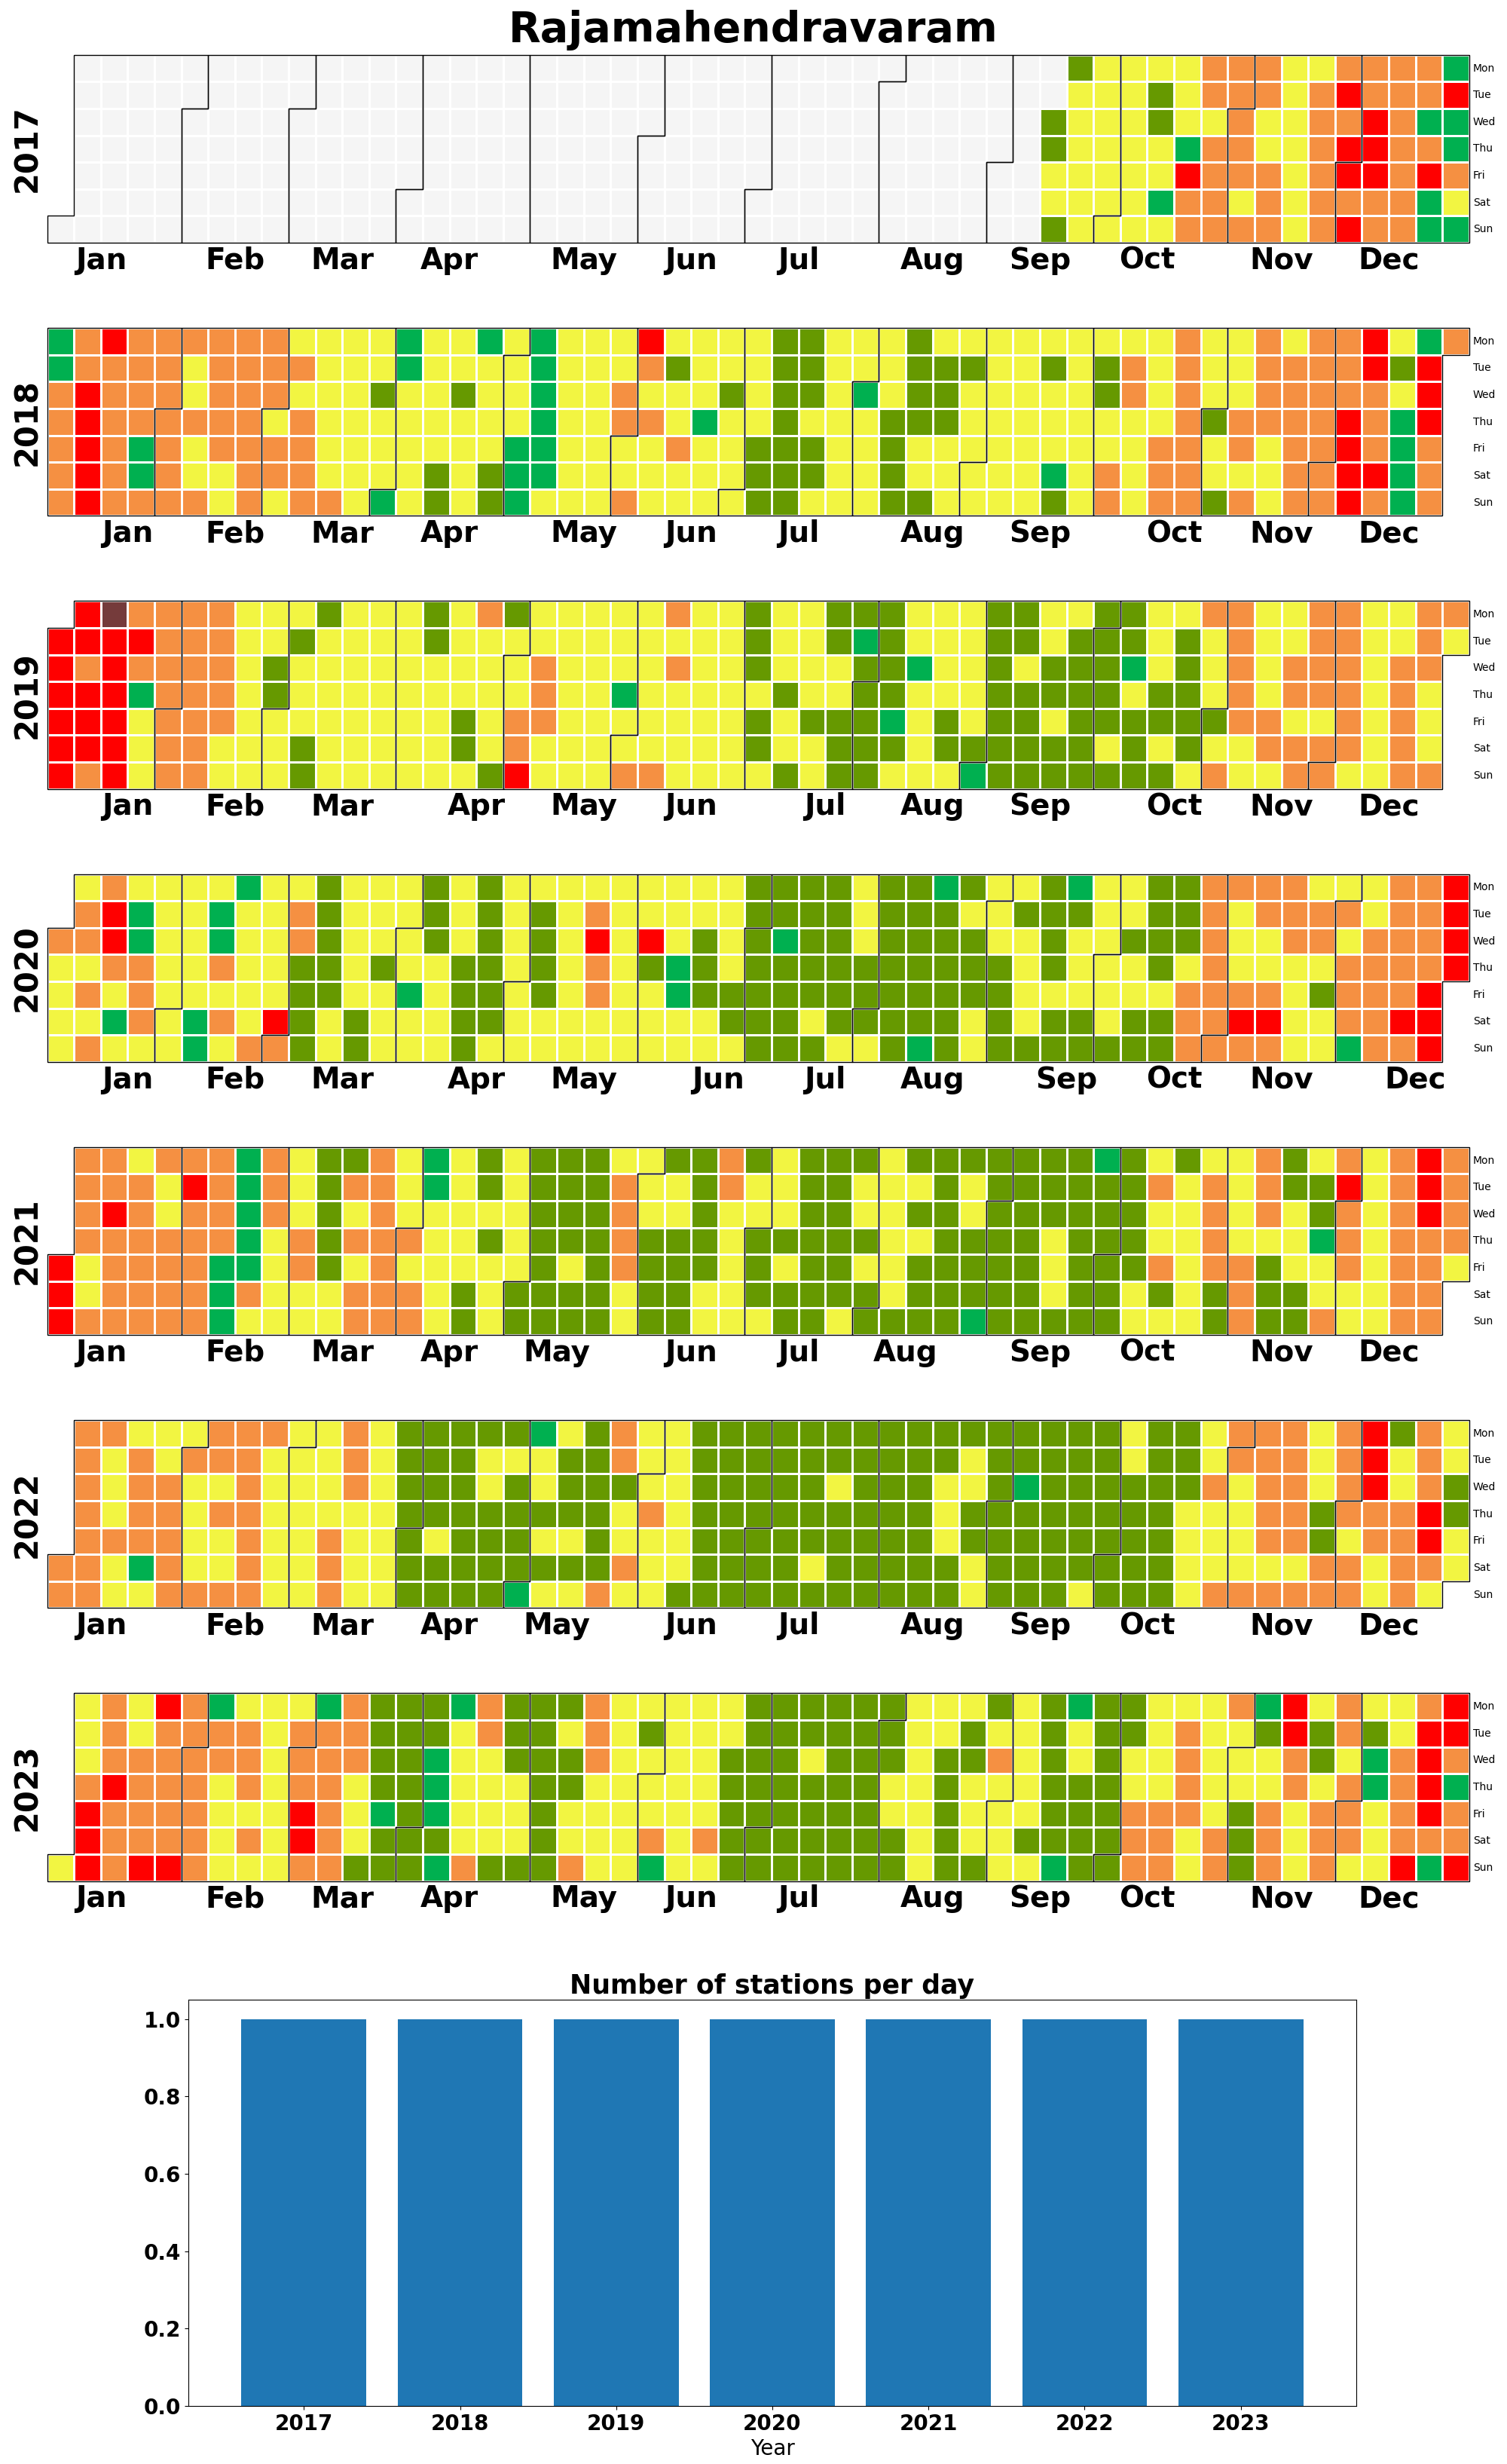 Rajamahendravaram
2017
Mon
Tue
Wed
Thu
Fri
Sat
Sun
Jan Feb Mar Apr May Jun Jul Aug Sep Oct Nov Dec
2018
Mon
Tue
Wed
Thu
Fri
Sat
Sun
Jan Feb Mar Apr May Jun Jul Aug Sep Oct Nov Dec
2019
Mon
Tue
Wed
Thu
Fri
Sat
Sun
Jan Feb Mar Apr May Jun Jul Aug Sep Oct Nov Dec
2020
Mon
Tue
Wed
Thu
Fri
Sat
Sun
Jan Feb Mar Apr May Jun Jul Aug Sep Oct Nov Dec
2021
Mon
Tue
Wed
Thu
Fri
Sat
Sun
Jan Feb Mar Apr May Jun Jul Aug Sep Oct Nov Dec
2022
Mon
Tue
Wed
Thu
Fri
Sat
Sun
Jan Feb Mar Apr May Jun Jul Aug Sep Oct Nov Dec
2023
Mon
Tue
Wed
Thu
Fri
Sat
Sun
Jan Feb Mar Apr May Jun Jul Aug Sep Oct Nov Dec
Number of stations per day
1.0
0.8
0.6
0.4
0.2
0.0
2017 2018 2019 2020 2021 2022 2023
Year